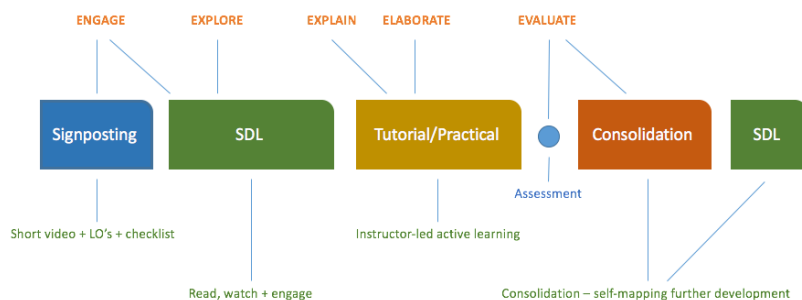 ENGAGE
EXPLORE
EXPLAIN
ELABORATE
EVALUATE
Signposting
SDL
Tutorial/Practical
Consolidation
SDL
Assessment
Short video + LO's + checklist
Instructor-led active learning
Read, watch + engage
Consolidation – self-mapping further development